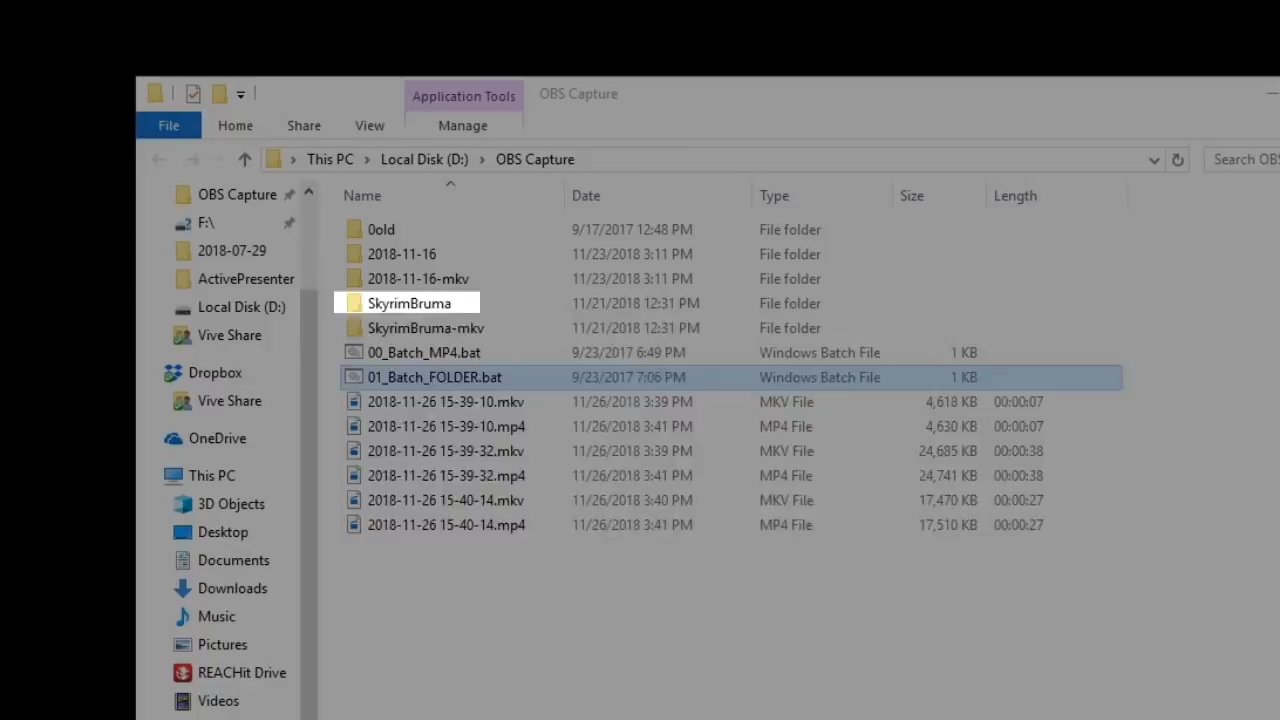 Application Tools OBS Capture
File Home Share View Manage
This PC > Local Disk (D:) > OBS Capture Search OBS
OBS Capture
F:\
2018-07-29
ActivePresenter
Local Disk (D:)
Vive Share
Dropbox
Vive Share
OneDrive
This PC
3D Objects
Desktop
Documents
Downloads
Music
Pictures
REACHit Drive
Videos
Name Date Type Size Length
0old 9/17/2017 12:48 PM File folder
2018-11-16 11/23/2018 3:11 PM File folder
2018-11-16-mkv 11/23/2018 3:11 PM File folder
SkyrimBruma 11/21/2018 12:31 PM File folder
SkyrimBruma-mkv 11/21/2018 12:31 PM File folder
00_Batch_MP4.bat 9/23/2017 6:49 PM Windows Batch File 1 KB
01_Batch_FOLDER.bat 9/23/2017 7:06 PM Windows Batch File 1 KB
2018-11-26 15-39-10.mkv 11/26/2018 3:39 PM MKV File 4,618 KB 00:00:07
2018-11-26 15-39-10.mp4 11/26/2018 3:41 PM MP4 File 4,630 KB 00:00:07
2018-11-26 15-39-32.mkv 11/26/2018 3:39 PM MKV File 24,685 KB 00:00:38
2018-11-26 15-39-32.mp4 11/26/2018 3:41 PM MP4 File 24,741 KB 00:00:38
2018-11-26 15-40-14.mkv 11/26/2018 3:40 PM MKV File 17,470 KB 00:00:27
2018-11-26 15-40-14.mp4 11/26/2018 3:41 PM MP4 File 17,510 KB 00:00:27